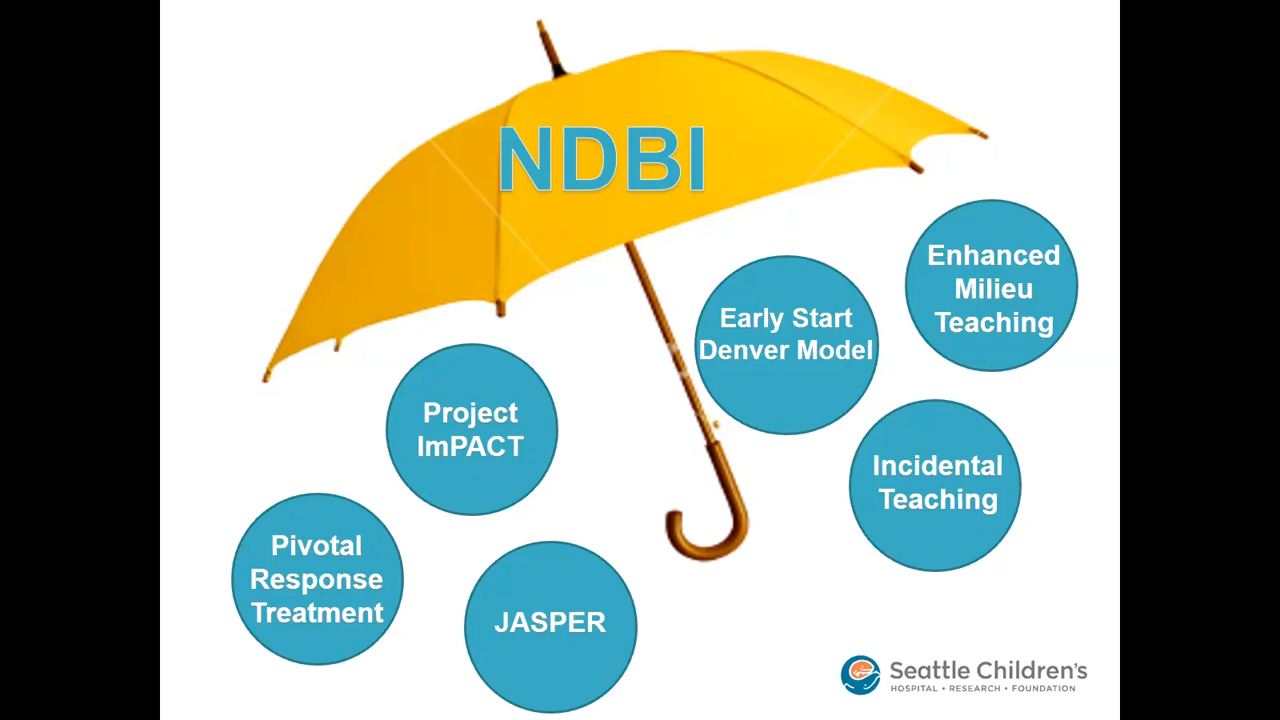 NDBI
Enhanced
Milieu
Teaching
Early Start
Denver Model
Project
ImPACT
Incidental
Teaching
Pivotal
Response
Treatment
JASPER
Seattle Children's
HOSPITAL • RESEARCH • FOUNDATION